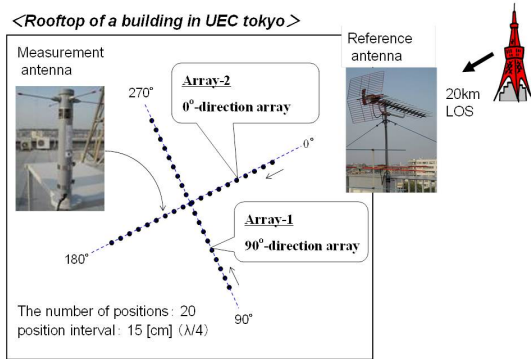 <Rooftop of a building in UEC tokyo>
Measurement
antenna
Reference
antenna
20km
LOS
Array-2
0°-direction array
270°
0°
Array-1
90°-direction array
180°
90°
The number of positions: 20
position interval: 15 [cm] (λ/4)